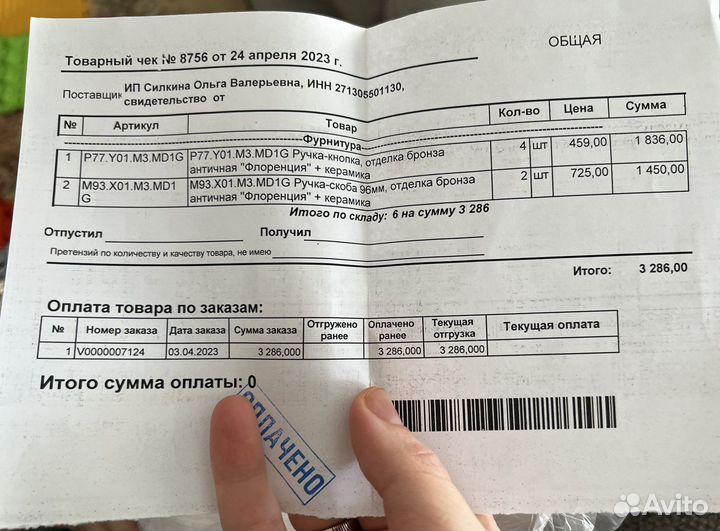 ОБЩАЯ
Товарный чек № 8756 от 24 апреля 2023 г.
Поставщик ИП Силкина Ольга Валерьевна, ИНН 271305501130,
свидетельство от
№ Артикул Товар Кол-во Цена Сумма
Фурнитура
1 P77.Y01.M3.MD1G P77.Y01.M3.MD1G Ручка-кнопка, отделка бронза 4 шт 459,00 1 836,00
античная "Флоренция" + керамика
2 M93.X01.M3.MD1 M93.X01.M3.MD1G Ручка-скоба 96мм, отделка бронза 2 шт 725,00 1 450,00
G античная "Флоренция" + керамика
Итого по складу: 6 на сумму 3 286
Отпустил Получил
Претензий по количеству и качеству товара, не имею
Итого: 3 286,00
Оплата товара по заказам:
№ Номер заказа Дата заказа Сумма заказа Отгружено Оплачено Текущая Текущая оплата
ранее ранее отгрузка
1 V0000007124 03.04.2023 3 286,000 3 286,000 3 286,000
Итого сумма оплаты: 0
ОПЛАЧЕНО
Avito